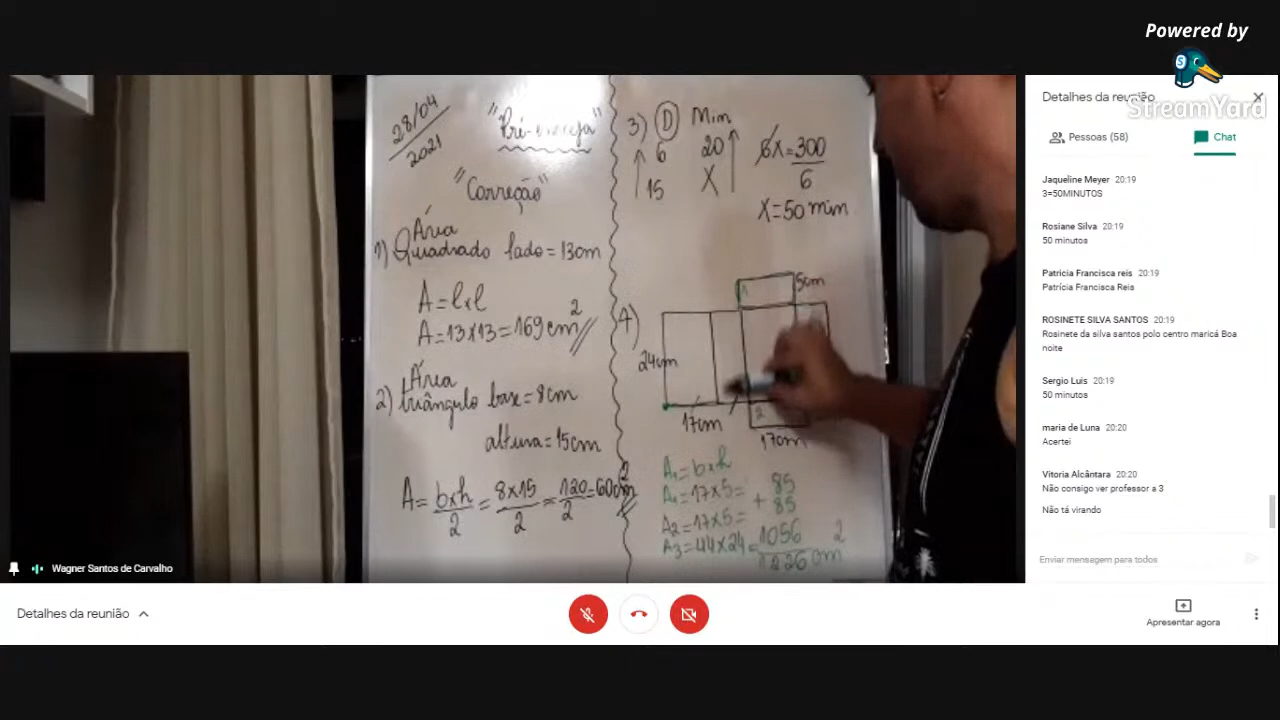 Powered by
StreamYard
28/04
2021
"Correção"
Área
1) Quadrado lado = 13cm
A = l x l
A = 13 x 13 = 169 cm²//
Área
2) triângulo base = 8cm
altura = 15cm
A = b x h / 2 = 8 x 15 / 2 = 120 / 2 = 60cm²//
3) D Min
6 20
15 X
6X = 300 / 6
X = 50 min
4)
1
5cm
24cm
17cm
2
17cm
A1 = b x h
A1 = 17 x 5 = 85
A2 = 17 x 5 = + 85
A3 = 44 x 24 = 1056
1226 cm²
Wagner Santos de Carvalho
Detalhes da reunião
Pessoas (58)
Chat
Jaqueline Meyer 20:19
3=50MINUTOS
Rosiane Silva 20:19
50 minutos
Patricia Francisca reis 20:19
Patrícia Francisca Reis
ROSINETE SILVA SANTOS 20:19
Rosinete da silva santos polo centro maricá Boa
noite
Sergio Luis 20:19
50 minutos
maria de Luna 20:20
Acertei
Vitoria Alcântara 20:20
Não consigo ver professor a 3
Não tá virando
Enviar mensagem para todos
Detalhes da reunião
Apresentar agora